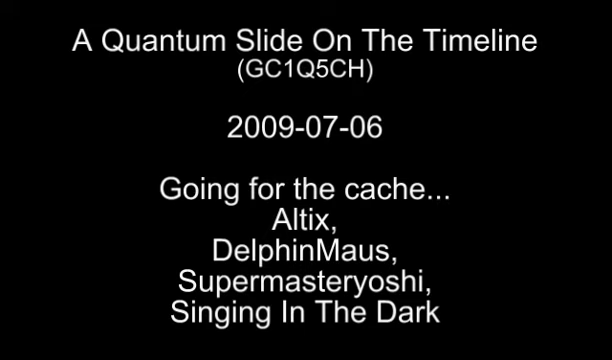 A Quantum Slide On The Timeline
(GC1Q5CH)
2009-07-06
Going for the cache...
Altix,
DelphinMaus,
Supermasteryoshi,
Singing In The Dark